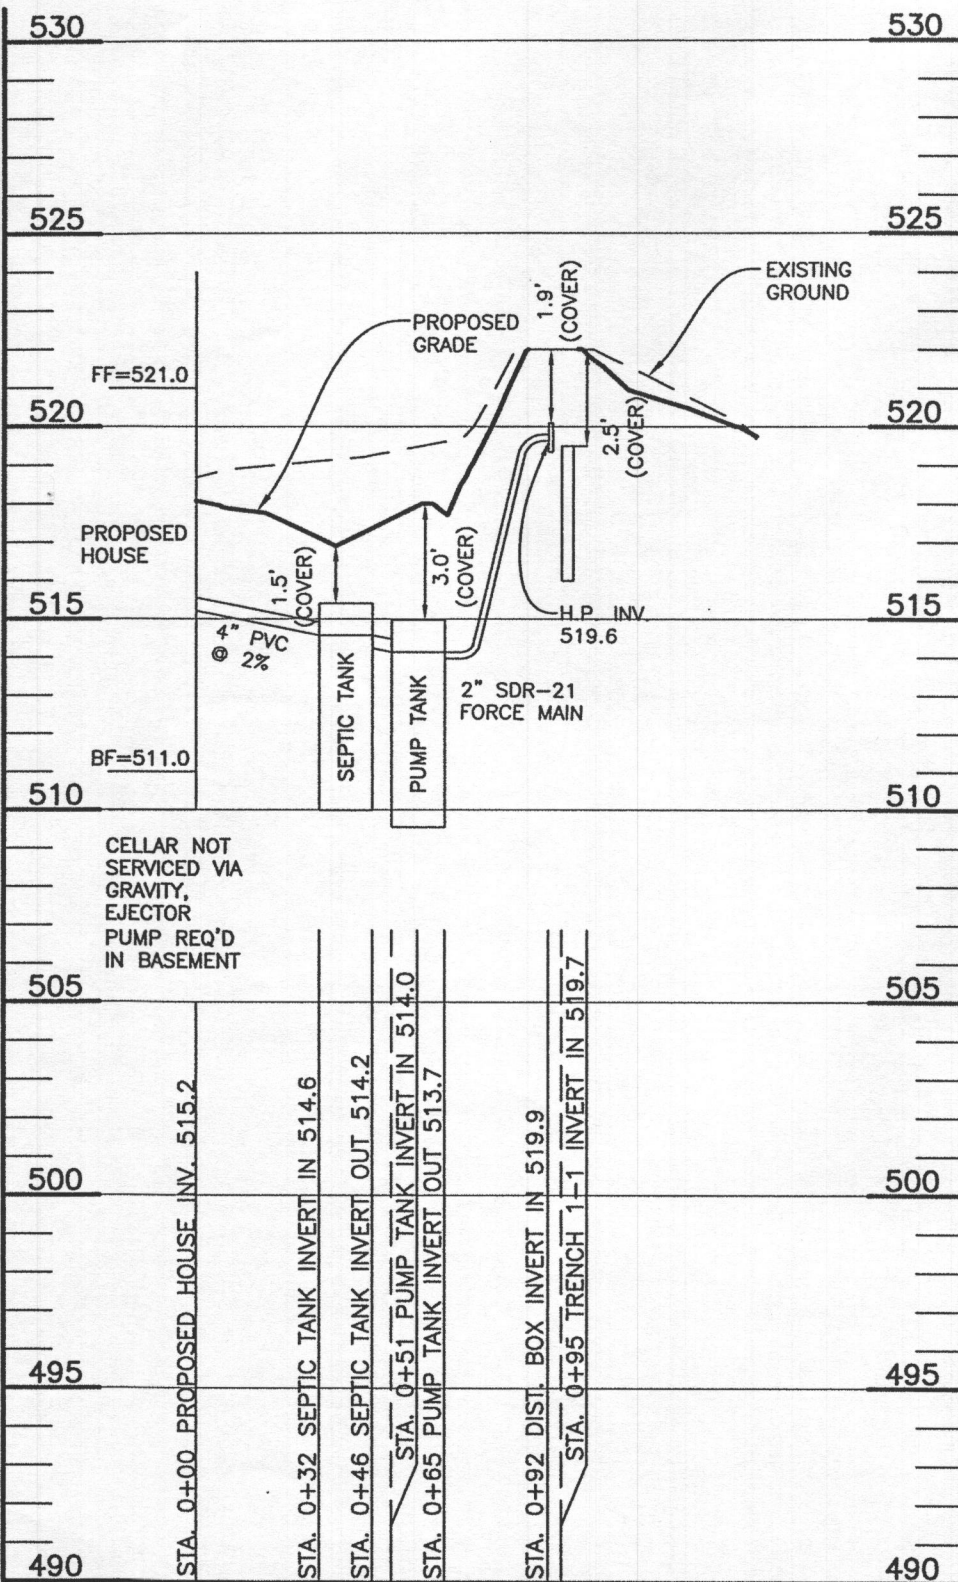 530 530
525 525
1.9'
(COVER)
EXISTING
GROUND
PROPOSED
GRADE
FF=521.0
520 520
2.5'
(COVER)
PROPOSED
HOUSE
1.5'
(COVER)
3.0'
(COVER)
515 515
H.P. INV.
519.6
4" PVC
@ 2%
SEPTIC TANK
PUMP TANK
2" SDR-21
FORCE MAIN
BF=511.0
510 510
CELLAR NOT
SERVICED VIA
GRAVITY,
EJECTOR
PUMP REQ'D
IN BASEMENT
505 505
STA. 0+00 PROPOSED HOUSE INV. 515.2
STA. 0+32 SEPTIC TANK INVERT IN 514.6
STA. 0+46 SEPTIC TANK INVERT OUT 514.2
STA. 0+51 PUMP TANK INVERT IN 514.0
STA. 0+65 PUMP TANK INVERT OUT 513.7
STA. 0+92 DIST. BOX INVERT IN 519.9
STA. 0+95 TRENCH 1-1 INVERT IN 519.7
500 500
495 495
490 490